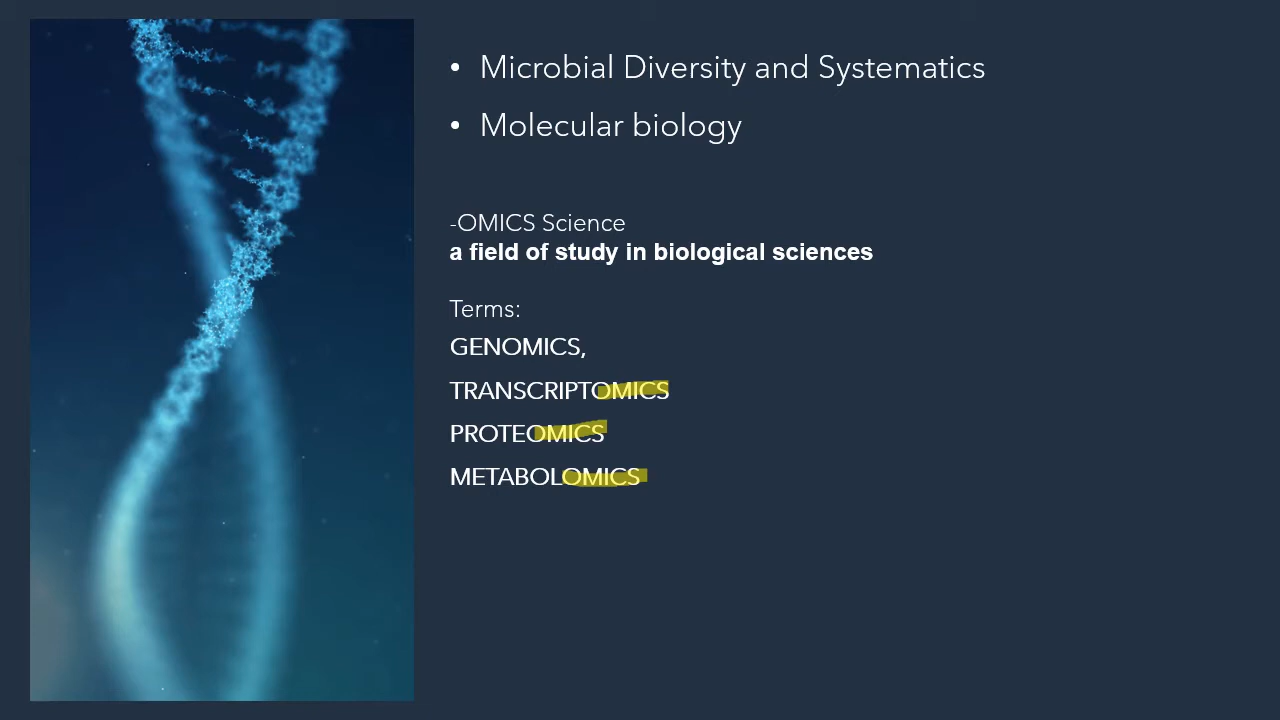 • Microbial Diversity and Systematics
• Molecular biology
-OMICS Science
a field of study in biological sciences
Terms:
GENOMICS,
TRANSCRIPTOMICS
PROTEOMICS
METABOLOMICS